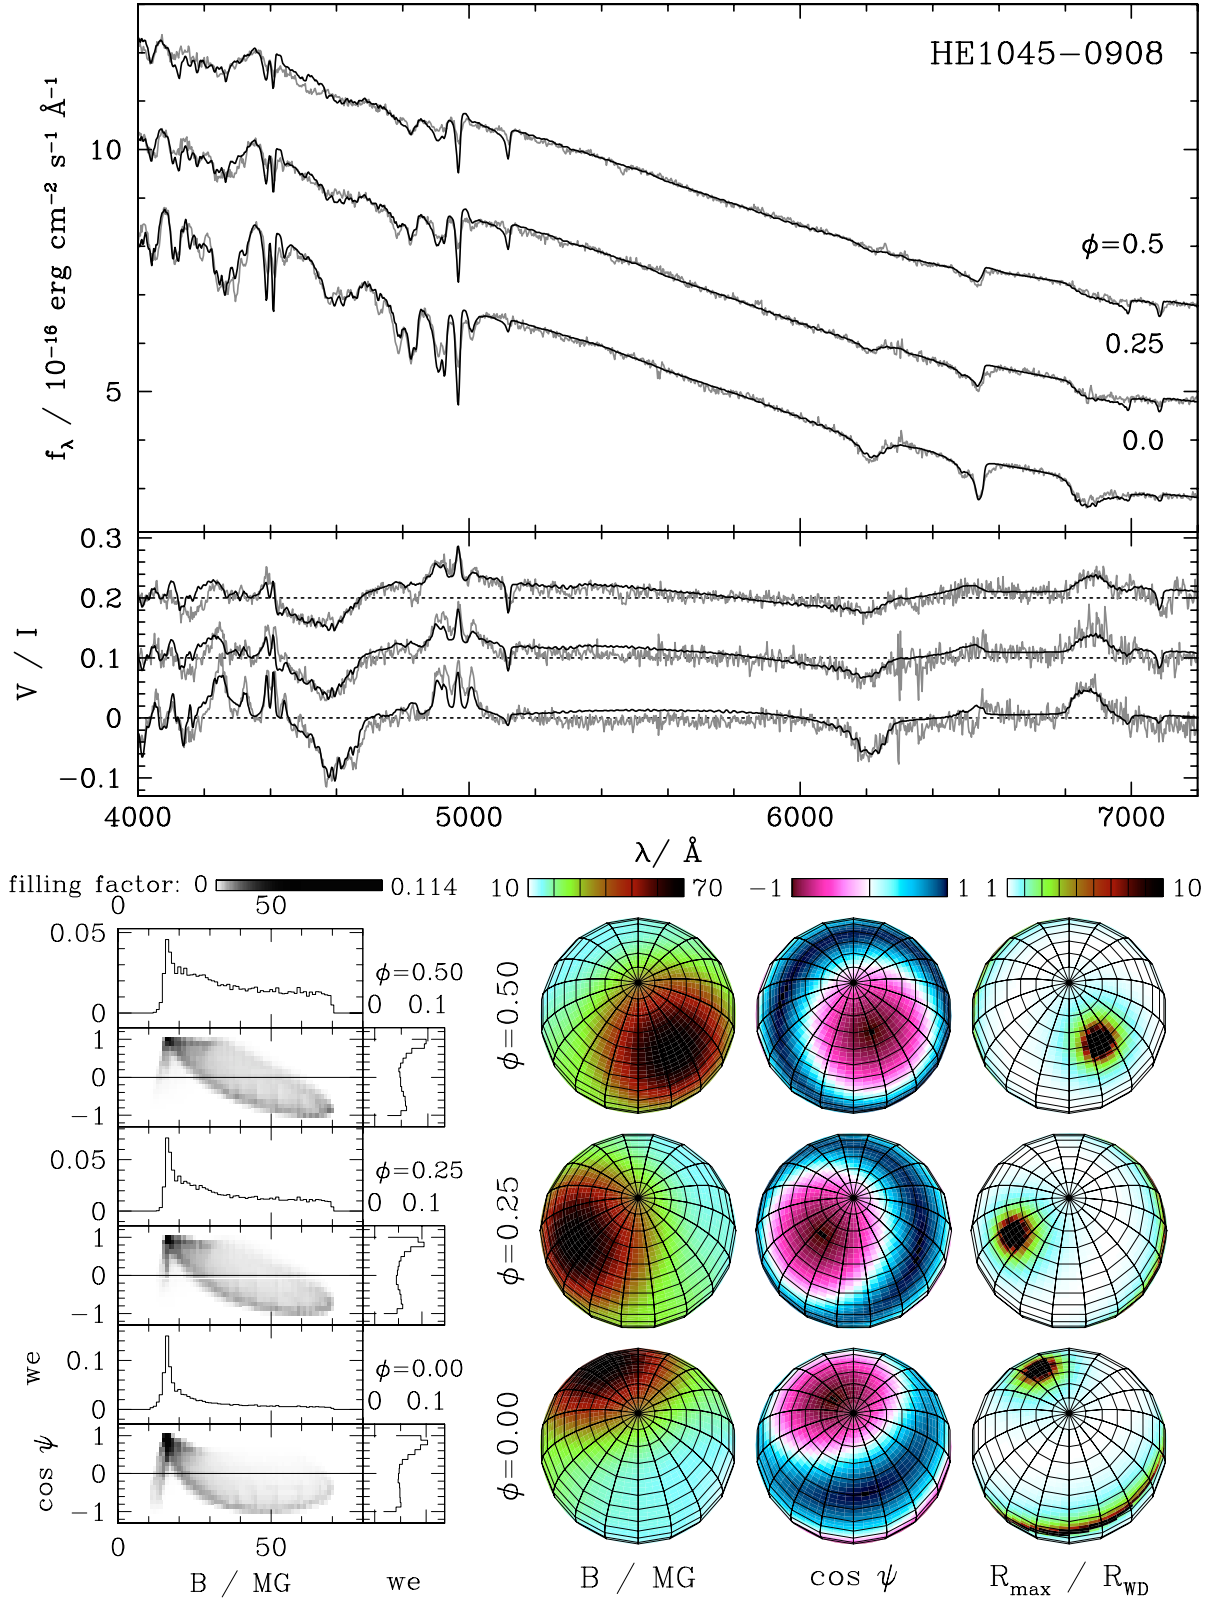 HE1045−0908
10
5
f_λ / 10⁻¹⁶ erg cm⁻² s⁻¹ Å⁻¹
ϕ=0.5
0.25
0.0
0.3
0.2
0.1
0
−0.1
V / I
4000 5000 6000 7000
λ/ Å
filling factor: 0 0.114
10 70
−1 1
1 10
0 50
0.05
0
ϕ=0.50
0 0.1
1
0
−1
0.05
0
ϕ=0.25
0 0.1
1
0
−1
we
0.1
0
ϕ=0.00
0 0.1
cos ψ
1
0
−1
0 50
B / MG
we
ϕ=0.50
ϕ=0.25
ϕ=0.00
B / MG
cos ψ
R_max / R_WD